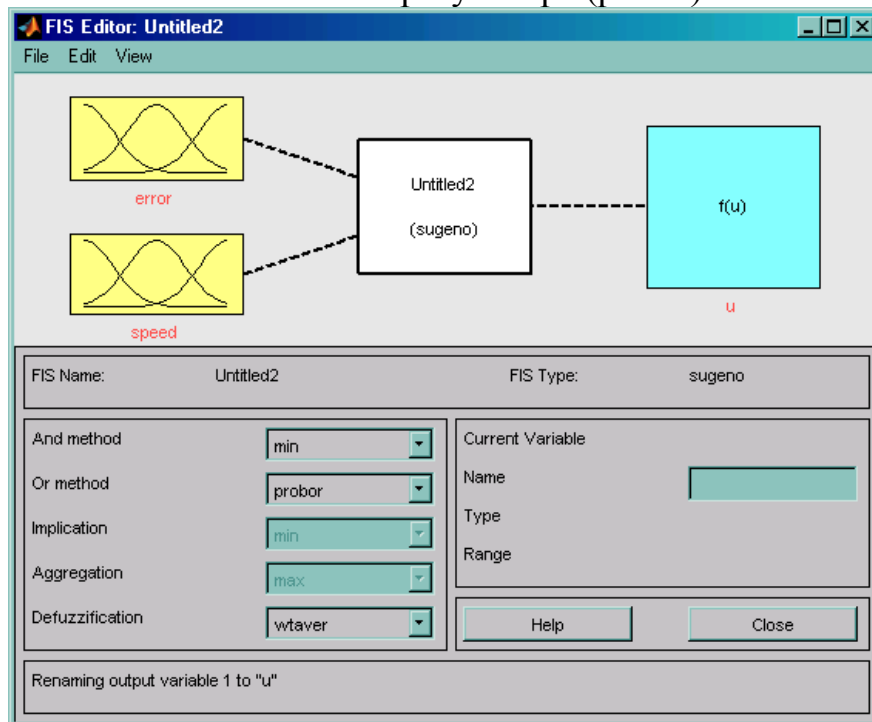 FIS Editor: Untitled2
File Edit View
error
speed
Untitled2
(sugeno)
f(u)
u
FIS Name: Untitled2 FIS Type: sugeno
And method min
Or method probor
Implication min
Aggregation max
Defuzzification wtaver
Current Variable
Name
Type
Range
Help Close
Renaming output variable 1 to "u"